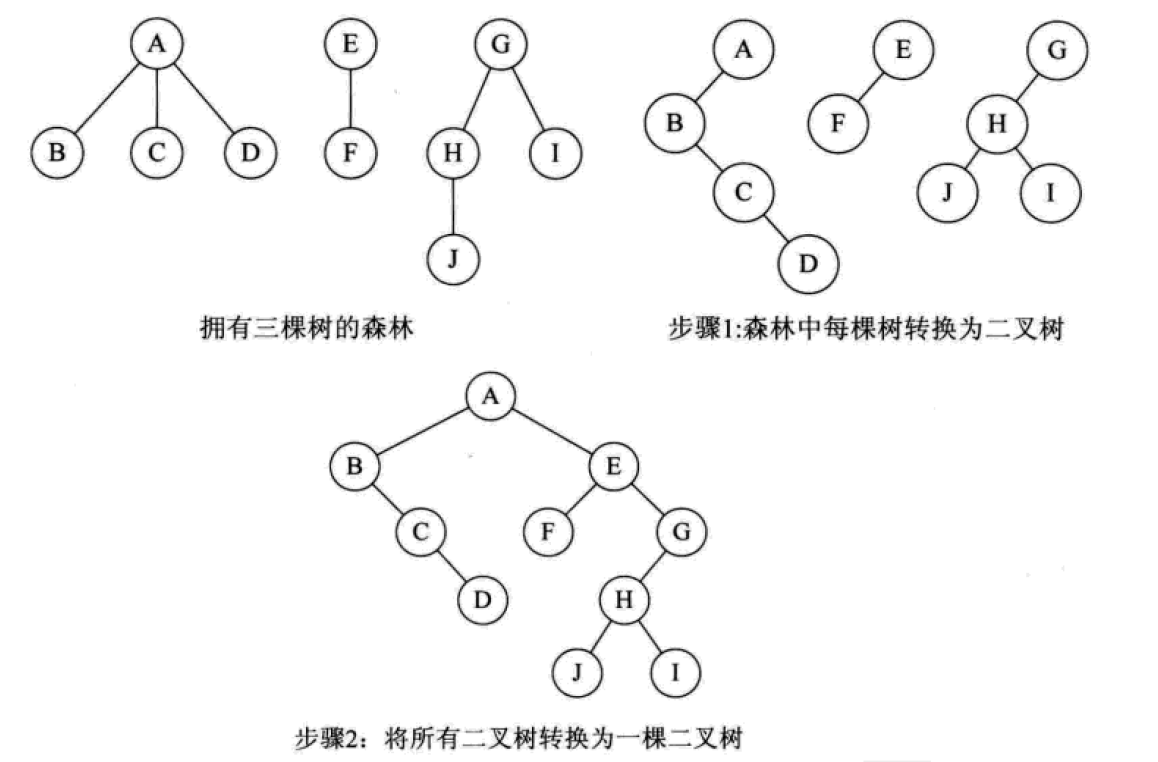 A E G
B C D F H I
J
A E G
B F H
C J I
D
拥有三棵树的森林
步骤1:森林中每棵树转换为二叉树
A
B E
C F G
D H
J I
步骤2：将所有二叉树转换为一棵二叉树